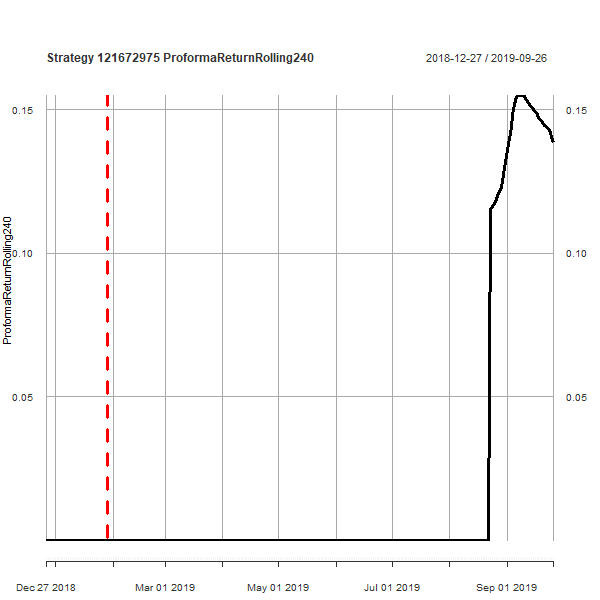 Strategy 121672975 ProformaReturnRolling240
2018-12-27 / 2019-09-26
ProformaReturnRolling240
0.15
0.10
0.05
0.15
0.10
0.05
Dec 27 2018
Mar 01 2019
May 01 2019
Jul 01 2019
Sep 01 2019